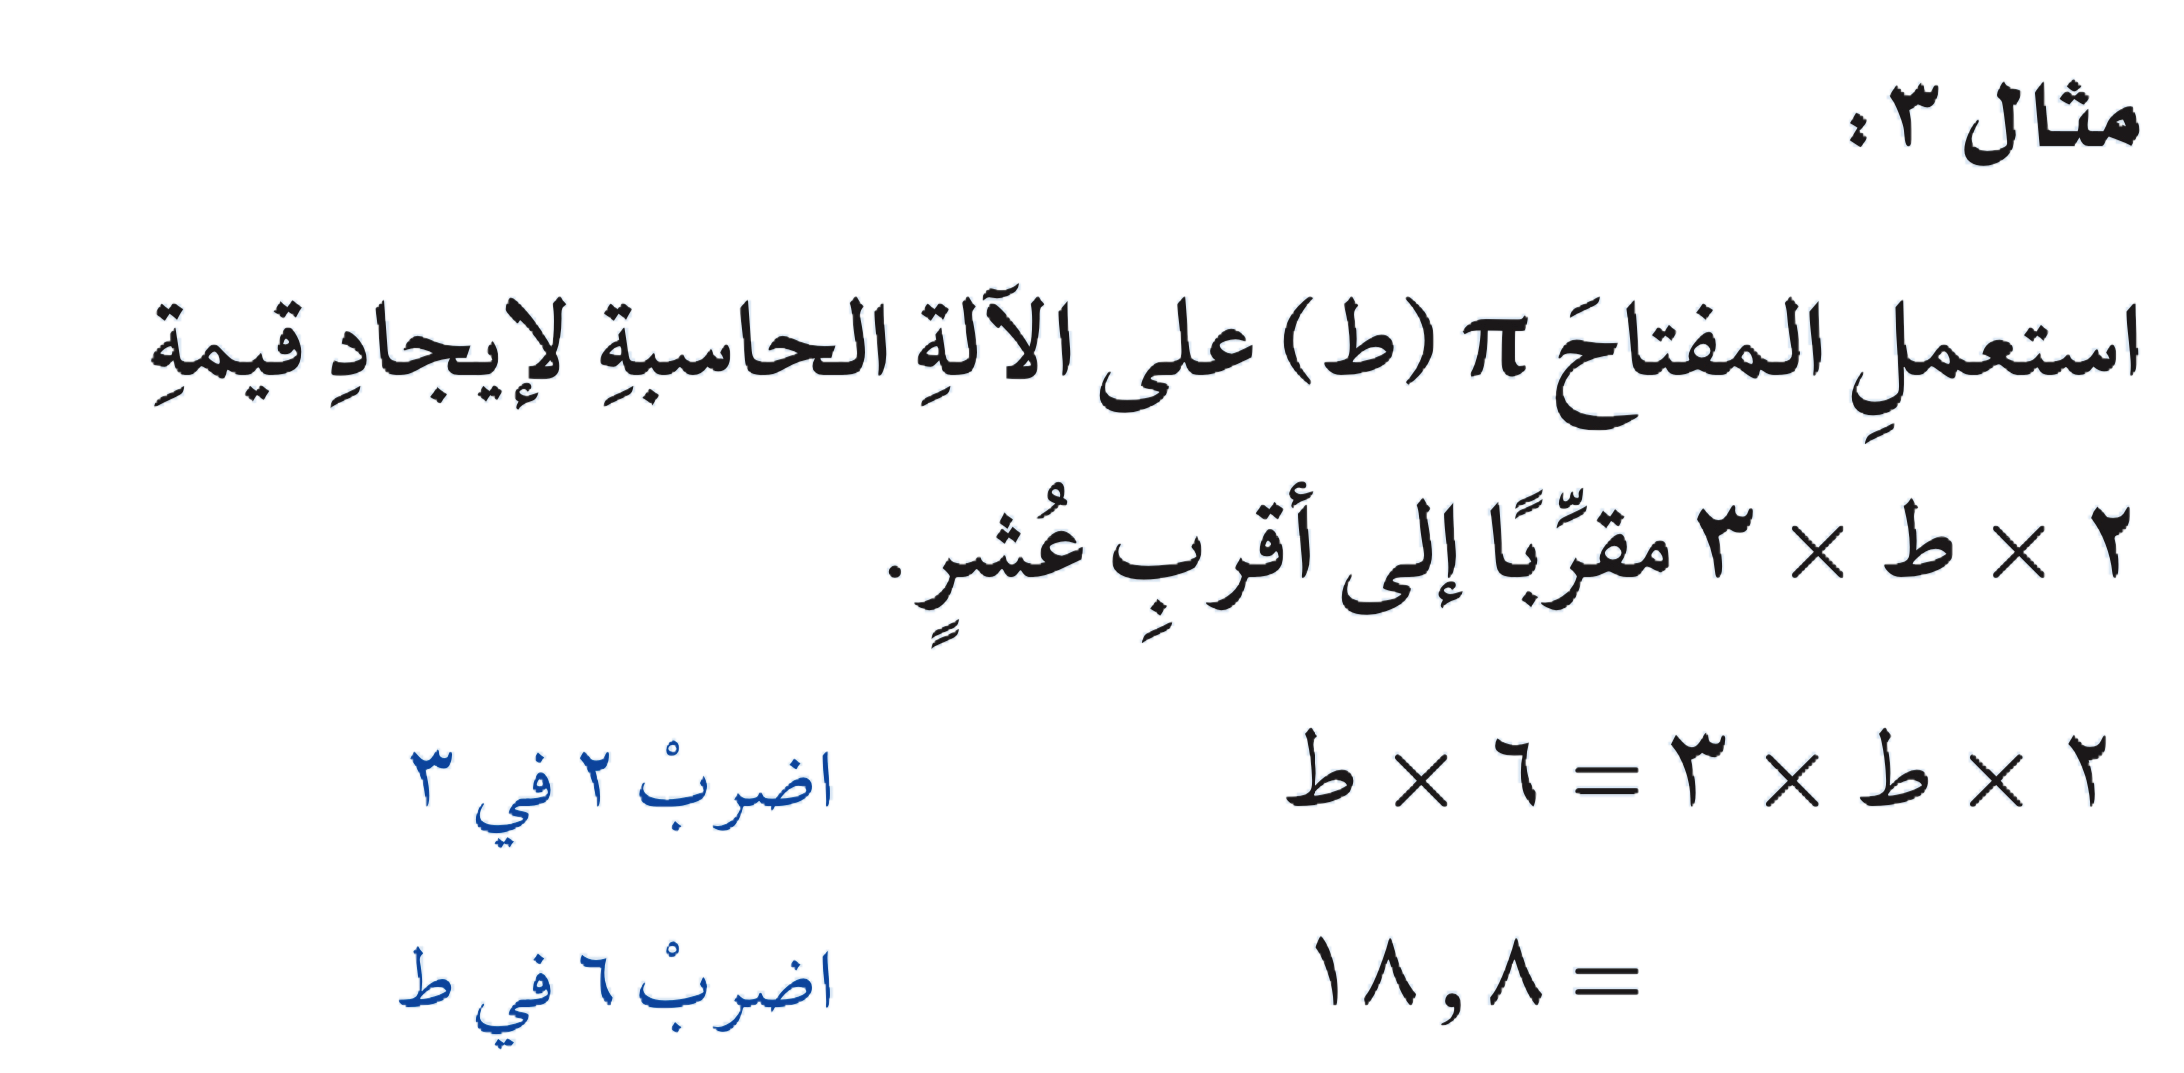 مثال ٣ :
استعملِ المفتاحَ π (ط) على الآلةِ الحاسبةِ لإيجادِ قيمةِ
٢ × ط × ٣ مقرِّبًا إلى أقربِ عُشرٍ .
٢ × ط × ٣ = ٦ × ط اضربْ ٢ في ٣
= ١٨,٨ اضربْ ٦ في ط